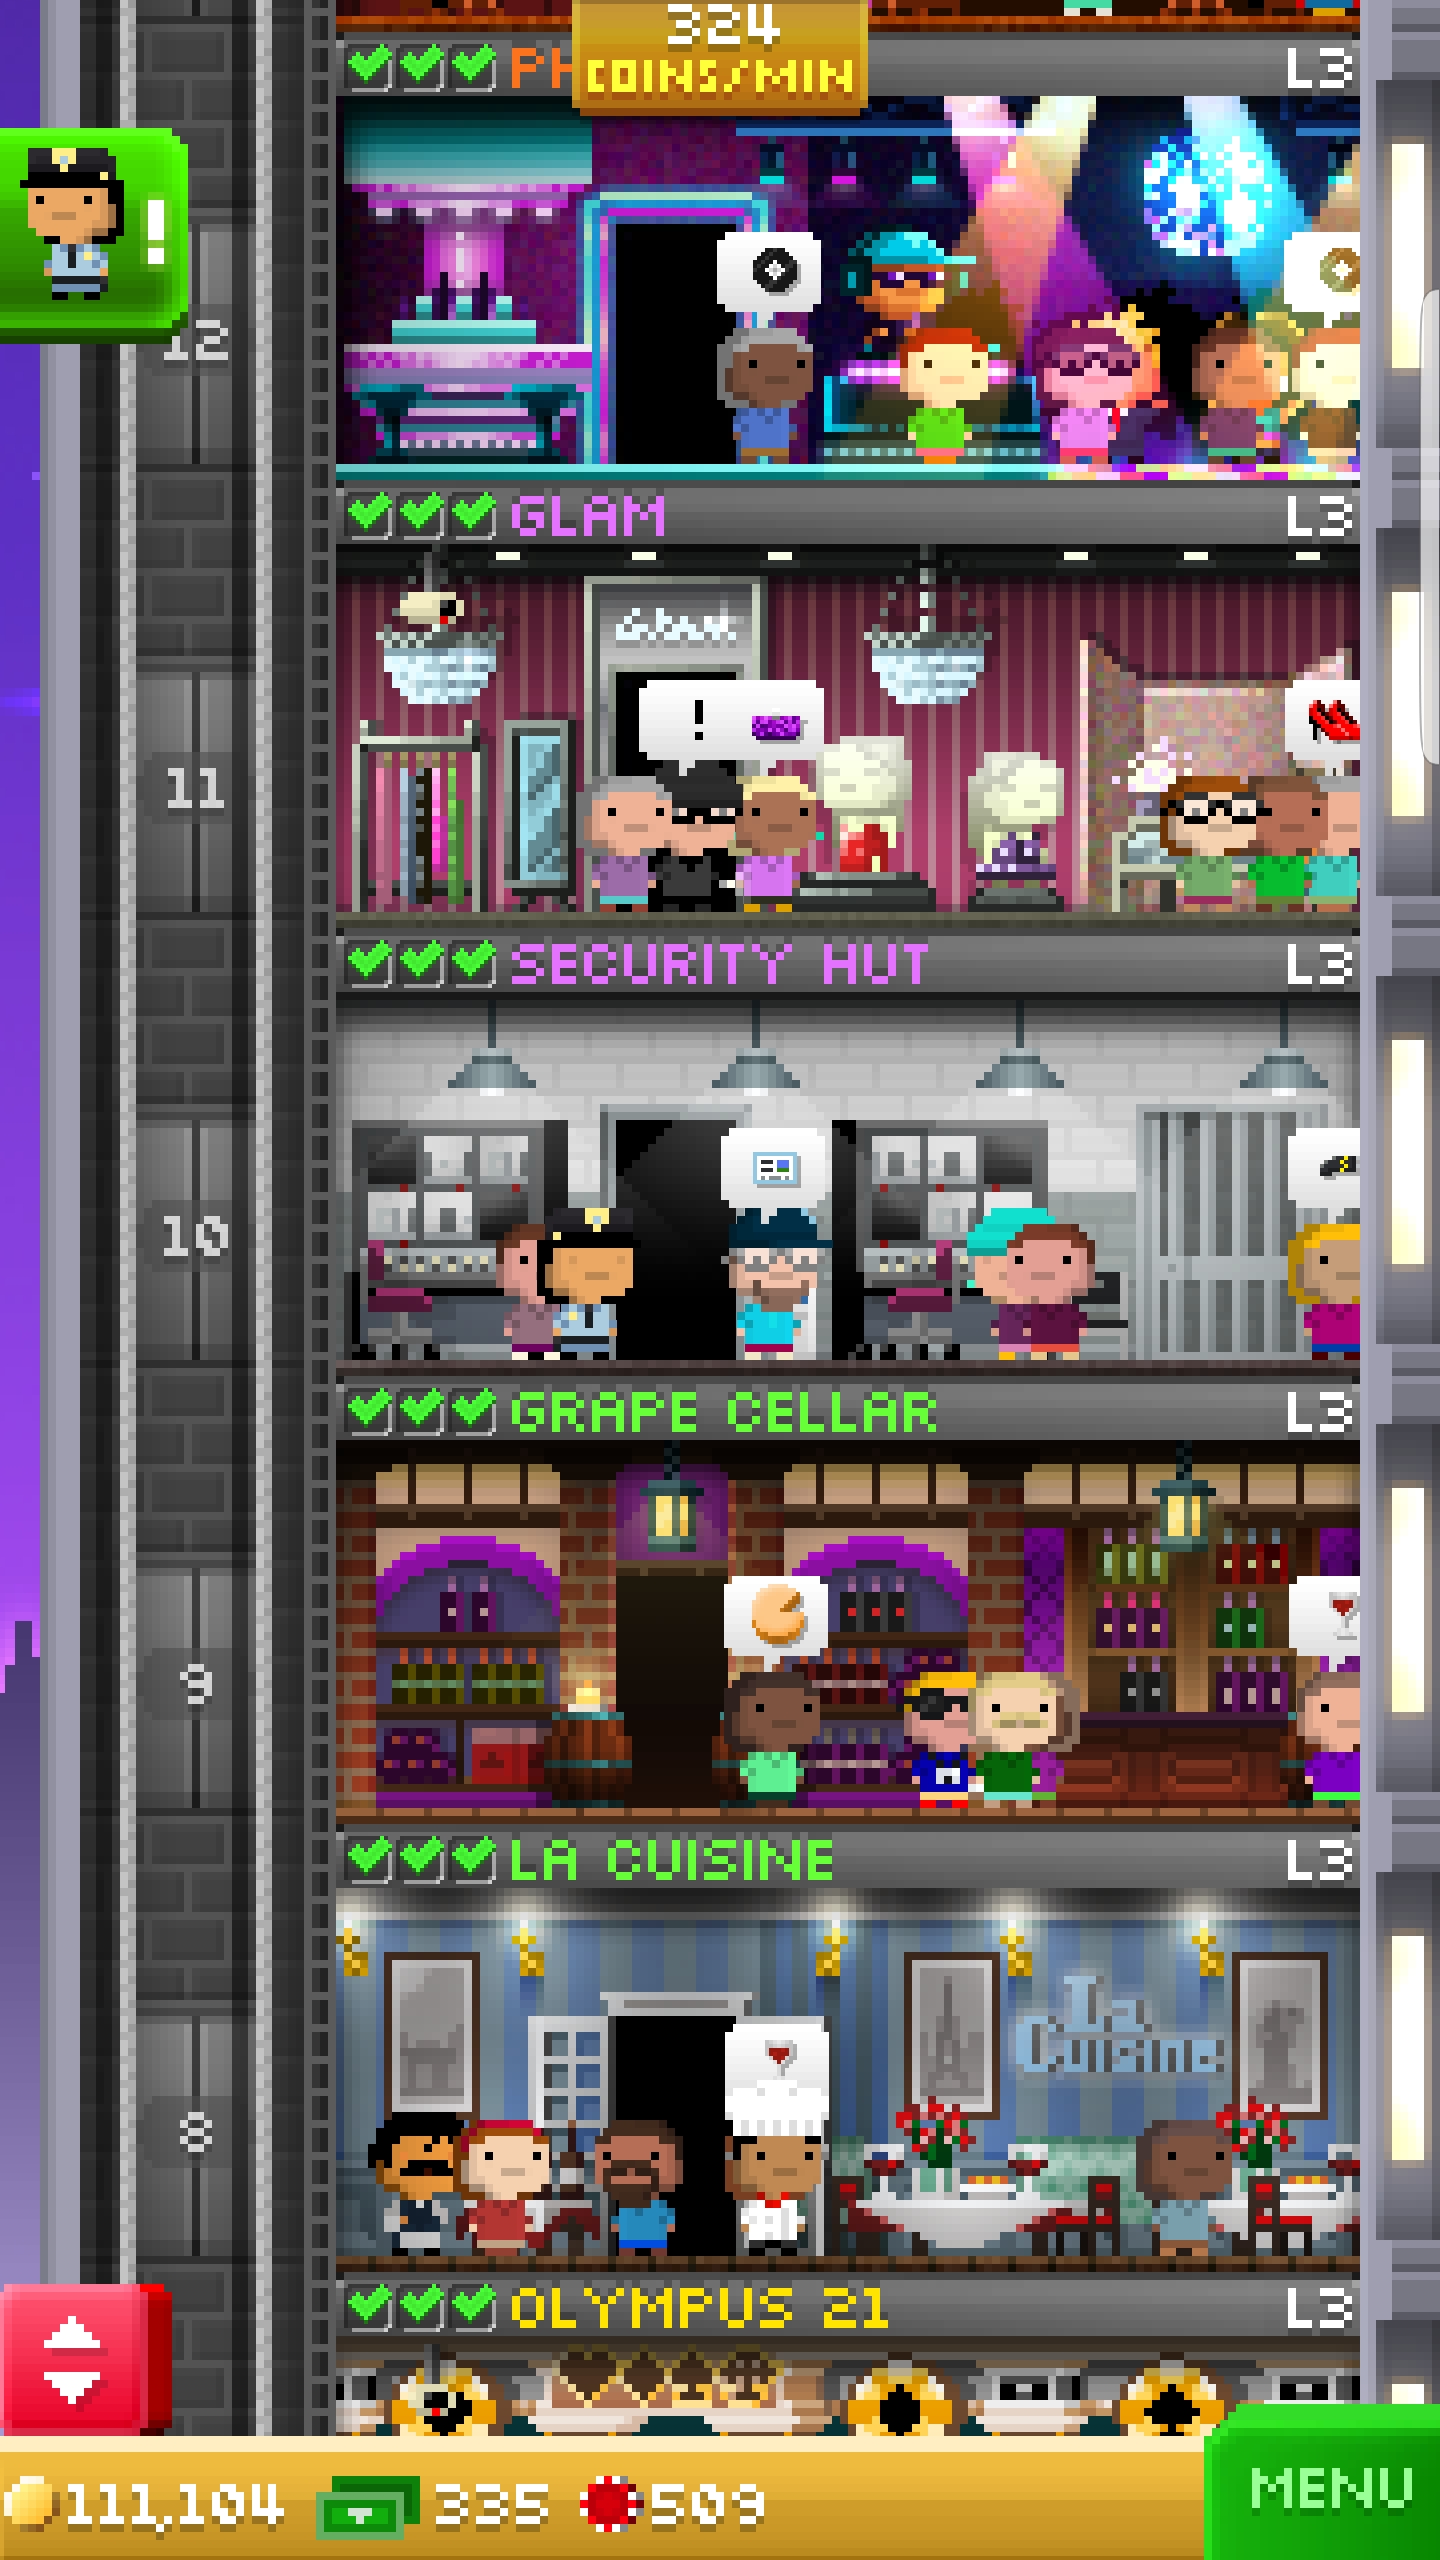 324
COINS/MIN
PH
L3
!
12
GLAM
L3
Glam
!
11
SECURITY HUT
L3
10
GRAPE CELLAR
L3
9
LA CUISINE
L3
La
Cuisine
8
OLYMPUS 21
L3
111,104 335 509
MENU